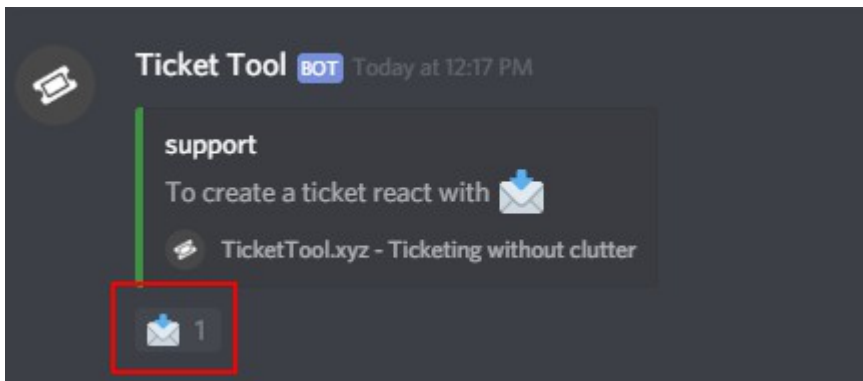 Ticket Tool BOT Today at 12:17 PM
support
To create a ticket react with
TicketTool.xyz - Ticketing without clutter
1